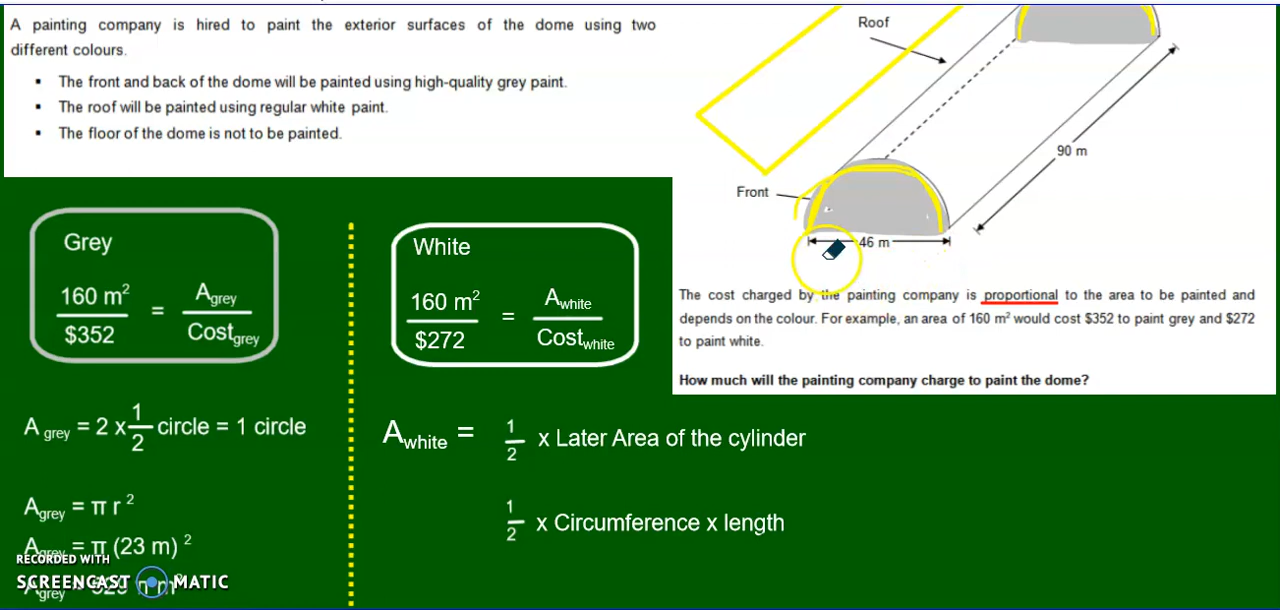 A painting company is hired to paint the exterior surfaces of the dome using two
different colours.
▪ The front and back of the dome will be painted using high-quality grey paint.
▪ The roof will be painted using regular white paint.
▪ The floor of the dome is not to be painted.
Roof
90 m
Front
46 m
The cost charged by the painting company is proportional to the area to be painted and
depends on the colour. For example, an area of 160 m² would cost $352 to paint grey and $272
to paint white.
How much will the painting company charge to paint the dome?
Grey
160 m² / $352 = A grey / Cost grey
White
160 m² / $272 = A white / Cost white
A grey = 2 x 1/2 circle = 1 circle
A grey = π r ²
A grey = π (23 m) ²
A grey
A white = 1/2 x Later Area of the cylinder
1/2 x Circumference x length
RECORDED WITH
SCREENCAST MATIC